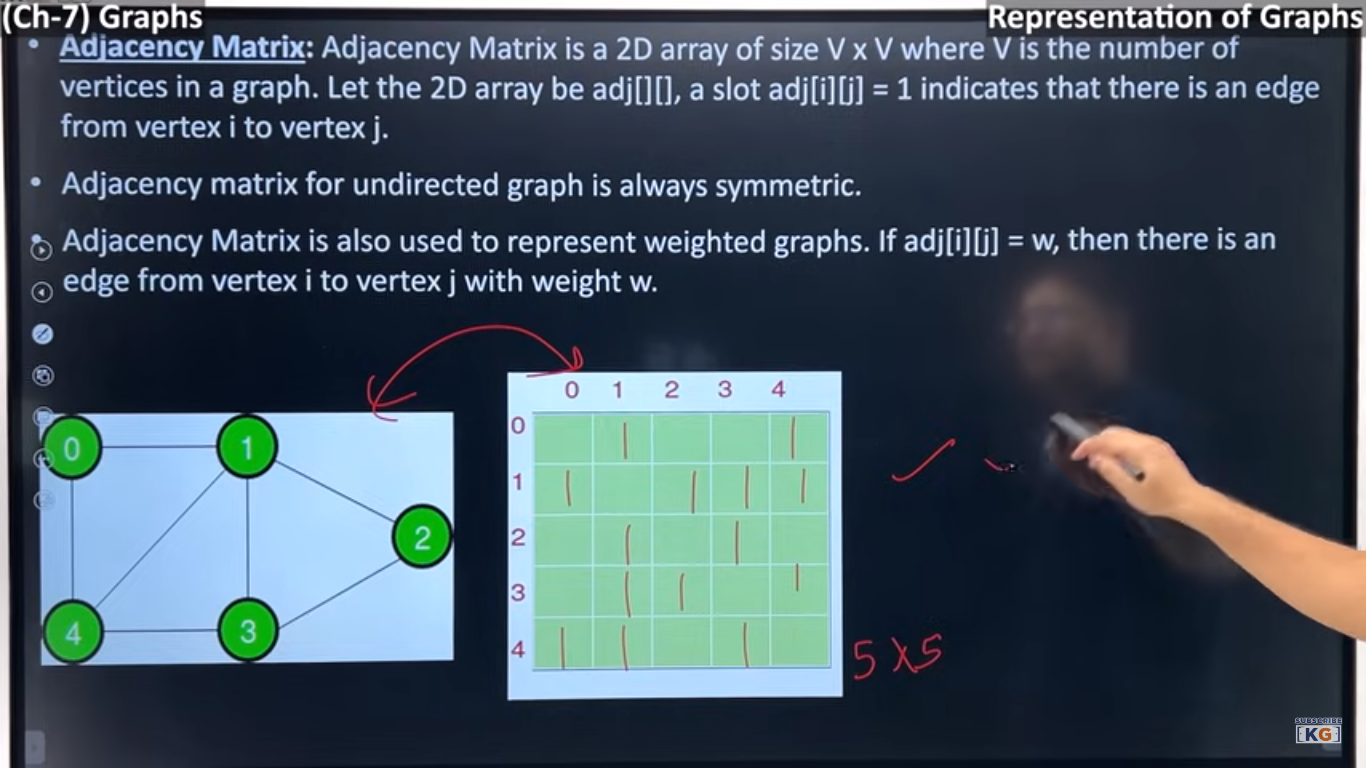 (Ch-7) Graphs
Representation of Graphs
• Adjacency Matrix: Adjacency Matrix is a 2D array of size V x V where V is the number of
vertices in a graph. Let the 2D array be adj[][], a slot adj[i][j] = 1 indicates that there is an edge
from vertex i to vertex j.
• Adjacency matrix for undirected graph is always symmetric.
• Adjacency Matrix is also used to represent weighted graphs. If adj[i][j] = w, then there is an
edge from vertex i to vertex j with weight w.
0 1
2
4 3
0 1 2 3 4
0 1 1
1 1 1 1 1
2 1 1
3 1 1 1
4 1 1 1
5 X 5
SUBSCRIBE
[KG]